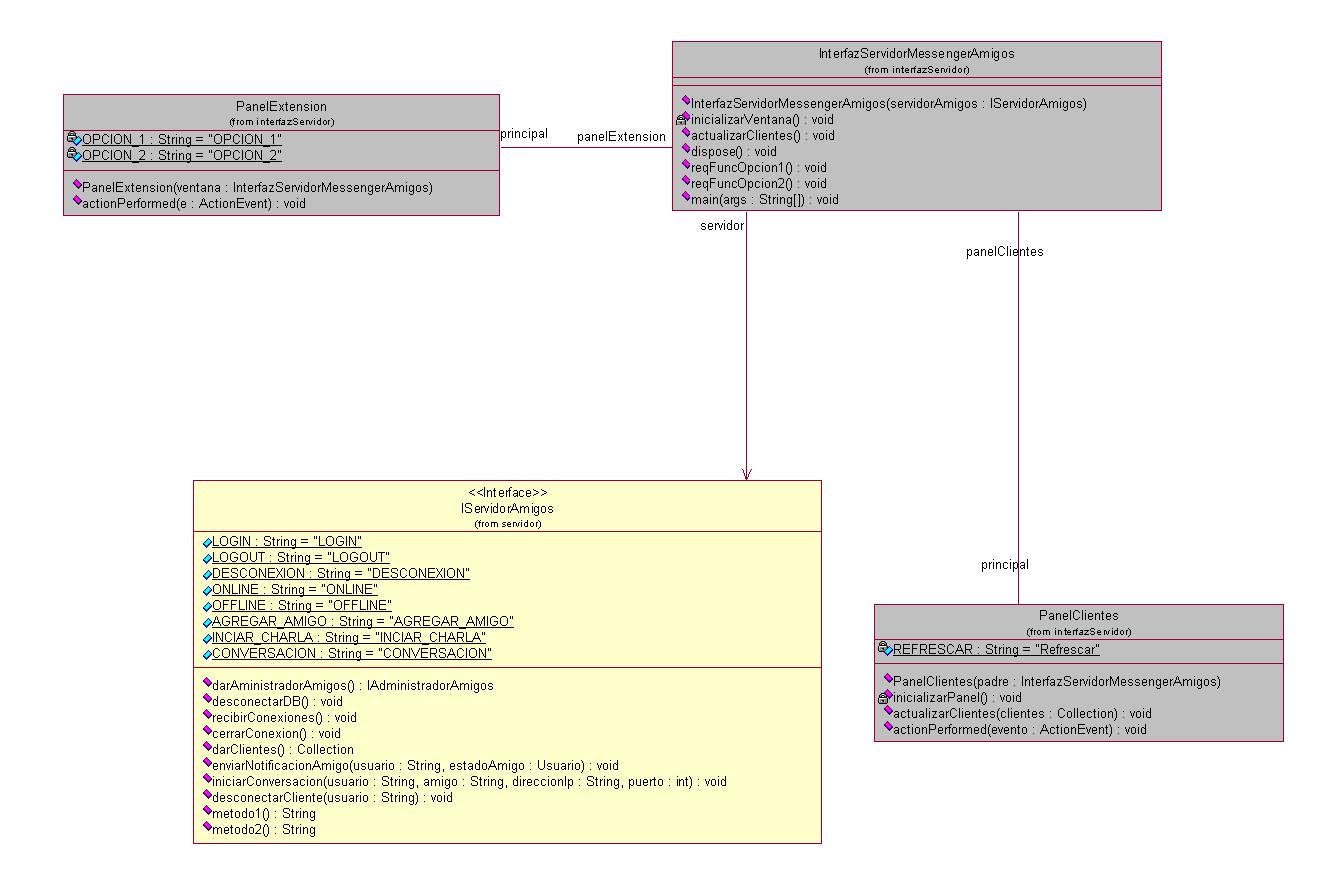 InterfazServidorMessengerAmigos
(from interfazServidor)
InterfazServidorMessengerAmigos(servidorAmigos : IServidorAmigos)
inicializarVentana() : void
actualizarClientes() : void
dispose() : void
reqFuncOpcion1() : void
reqFuncOpcion2() : void
main(args : String[]) : void
PanelExtension
(from interfazServidor)
OPCION_1 : String = "OPCION_1"
OPCION_2 : String = "OPCION_2"
PanelExtension(ventana : InterfazServidorMessengerAmigos)
actionPerformed(e : ActionEvent) : void
principal
panelExtension
servidor
panelClientes
<<Interface>>
IServidorAmigos
(from servidor)
LOGIN : String = "LOGIN"
LOGOUT : String = "LOGOUT"
DESCONEXION : String = "DESCONEXION"
ONLINE : String = "ONLINE"
OFFLINE : String = "OFFLINE"
AGREGAR_AMIGO : String = "AGREGAR_AMIGO"
INCIAR_CHARLA : String = "INCIAR_CHARLA"
CONVERSACION : String = "CONVERSACION"
darAministradorAmigos() : IAdministradorAmigos
desconectarDB() : void
recibirConexiones() : void
cerrarConexion() : void
darClientes() : Collection
enviarNotificacionAmigo(usuario : String, estadoAmigo : Usuario) : void
iniciarConversacion(usuario : String, amigo : String, direccionIp : String, puerto : int) : void
desconectarCliente(usuario : String) : void
metodo1() : String
metodo2() : String
principal
PanelClientes
(from interfazServidor)
REFRESCAR : String = "Refrescar"
PanelClientes(padre : InterfazServidorMessengerAmigos)
inicializarPanel() : void
actualizarClientes(clientes : Collection) : void
actionPerformed(evento : ActionEvent) : void